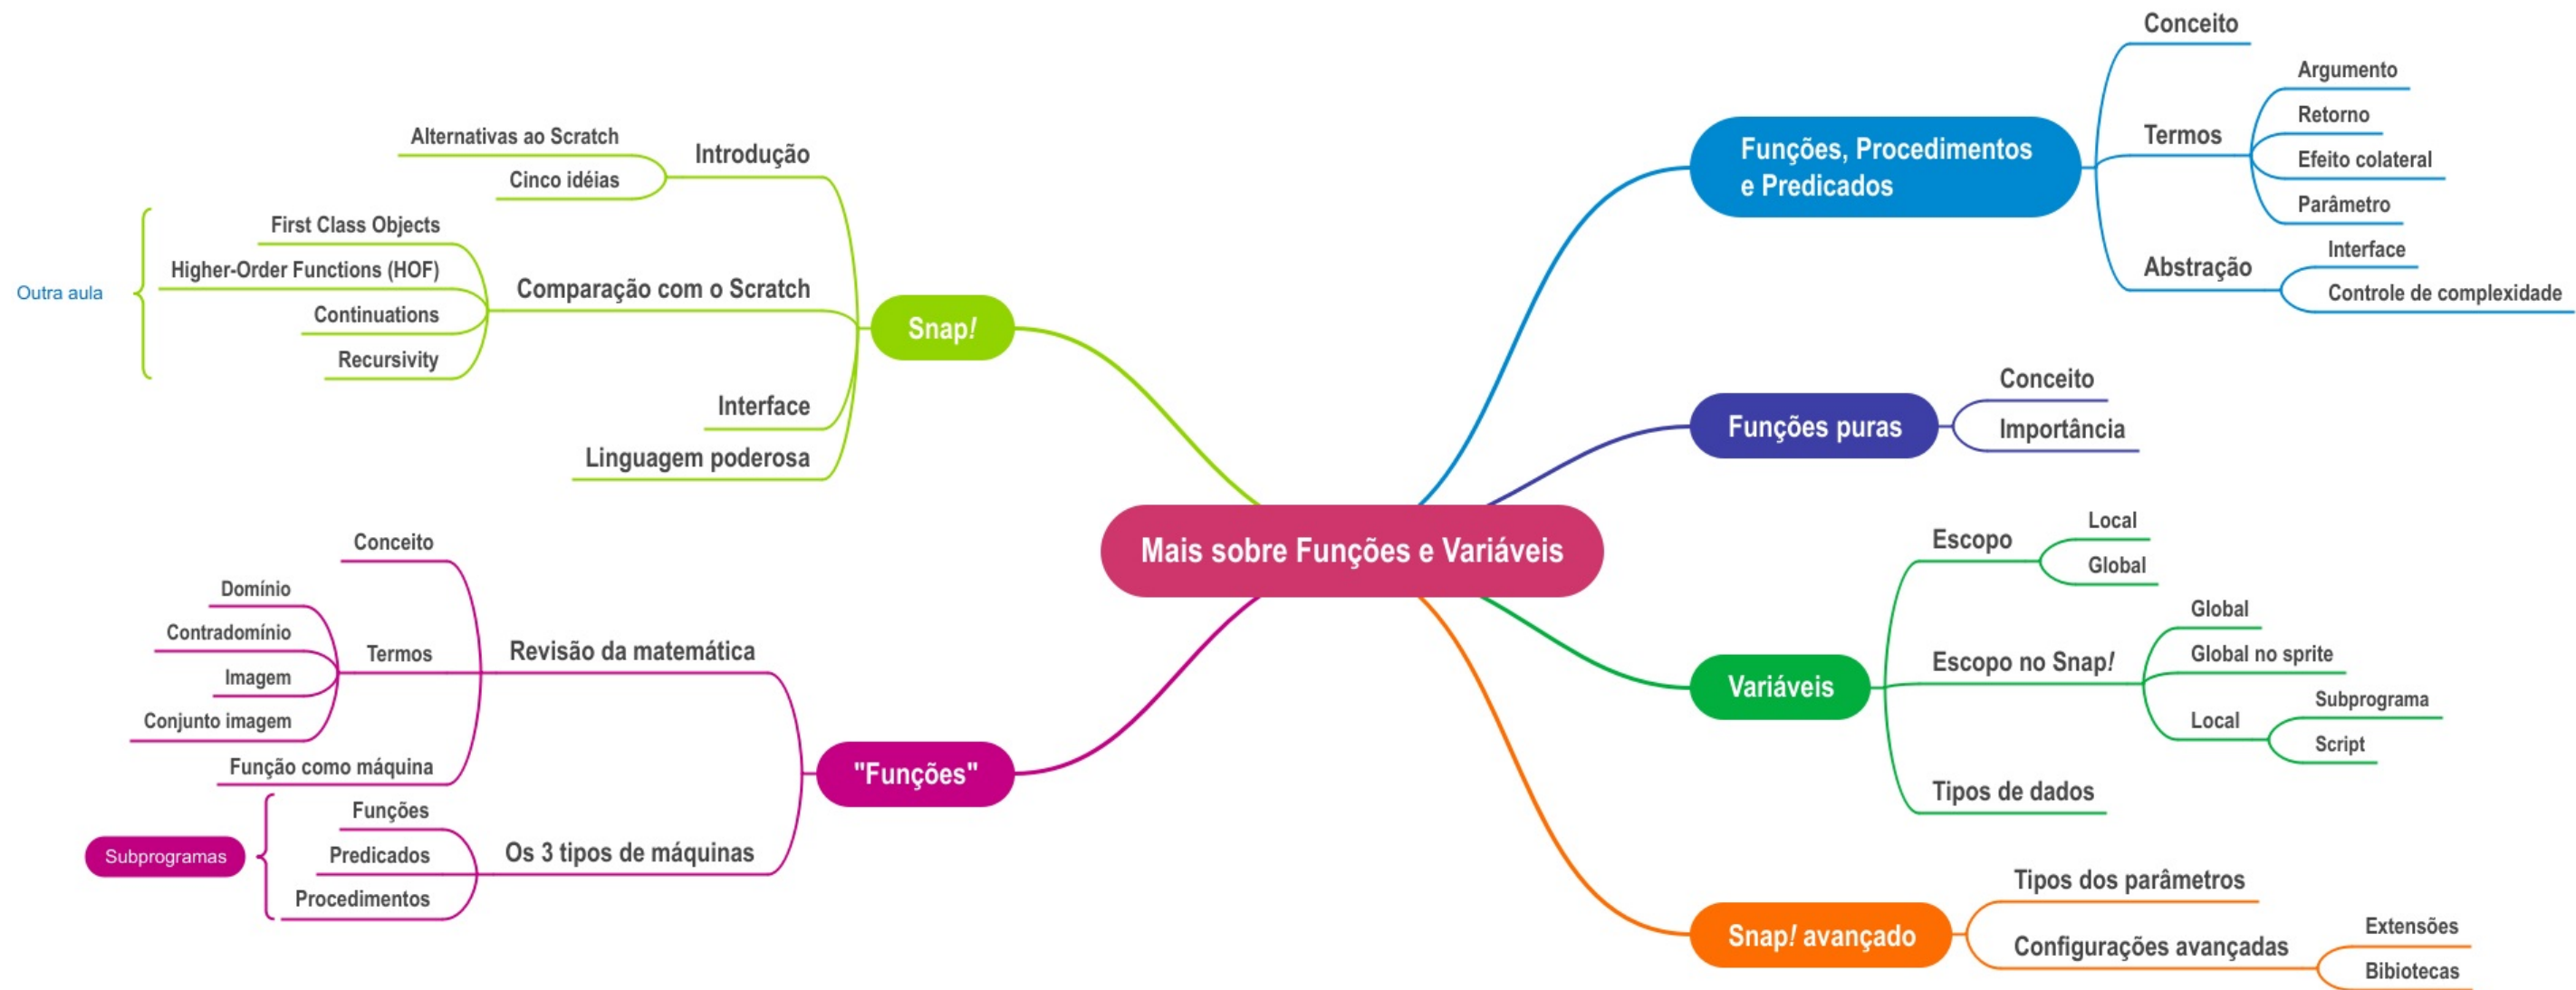 Mais sobre Funções e Variáveis
Snap!
Introdução
Alternativas ao Scratch
Cinco idéias
Comparação com o Scratch
First Class Objects
Higher-Order Functions (HOF)
Continuations
Recursivity
Outra aula
Interface
Linguagem poderosa
"Funções"
Revisão da matemática
Conceito
Termos
Domínio
Contradomínio
Imagem
Conjunto imagem
Função como máquina
Os 3 tipos de máquinas
Funções
Predicados
Procedimentos
Subprogramas
Funções, Procedimentos
e Predicados
Conceito
Termos
Argumento
Retorno
Efeito colateral
Parâmetro
Abstração
Interface
Controle de complexidade
Funções puras
Conceito
Importância
Variáveis
Escopo
Local
Global
Escopo no Snap!
Global
Global no sprite
Local
Subprograma
Script
Tipos de dados
Snap! avançado
Tipos dos parâmetros
Configurações avançadas
Extensões
Bibiotecas